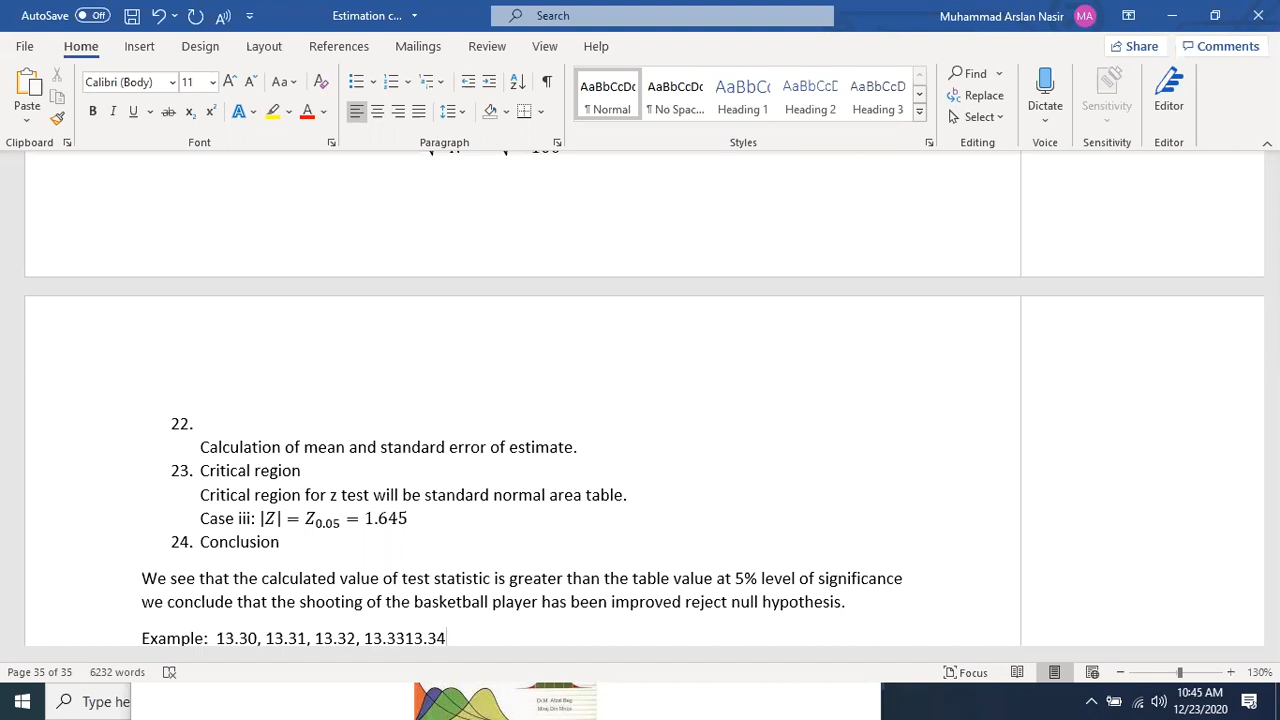 AutoSave Off Document1 - Word Search Muhammad Arslan Nasir MA
File Home Insert Design Layout References Mailings Review View Help Share Comments
Paste Calibri (Body) 11 Aa
B I U ab x₂ x² A A
AaBbCcDc AaBbCcDc AaBbC( AaBbCcD AaBbCcD
¶ Normal ¶ No Spac... Heading 1 Heading 2 Heading 3
Find
Replace
Select
Dictate Sensitivity Editor
Clipboard Font Paragraph Styles Editing Voice Sensitivity Editor
22.
Calculation of mean and standard error of estimate.
23. Critical region
Critical region for z test will be standard normal area table.
Case iii: |Z| = Z₀.₀₅ = 1.645
24. Conclusion
We see that the calculated value of test statistic is greater than the table value at 5% level of significance
we conclude that the shooting of the basketball player has been improved reject null hypothesis.
Example: 13.30, 13.31, 13.32, 13.3313.34
Page 35 of 35 6232 words Focus 130%
Type he
10:45 AM
12/23/2020